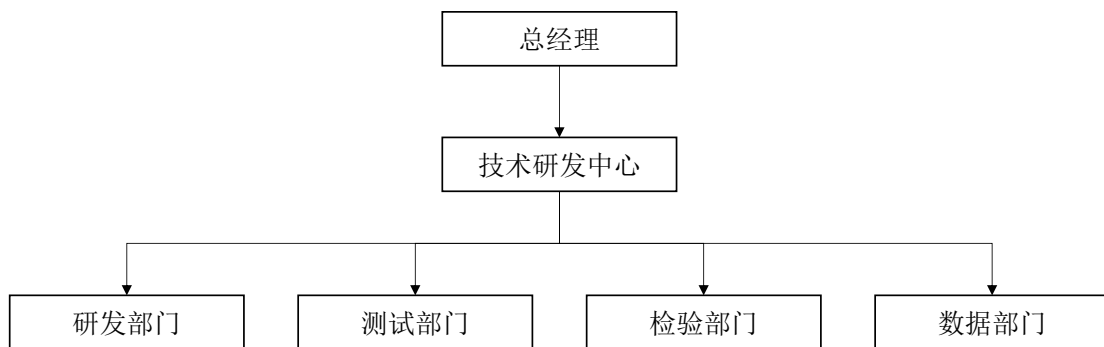 总经理
技术研发中心
研发部门
测试部门
检验部门
数据部门